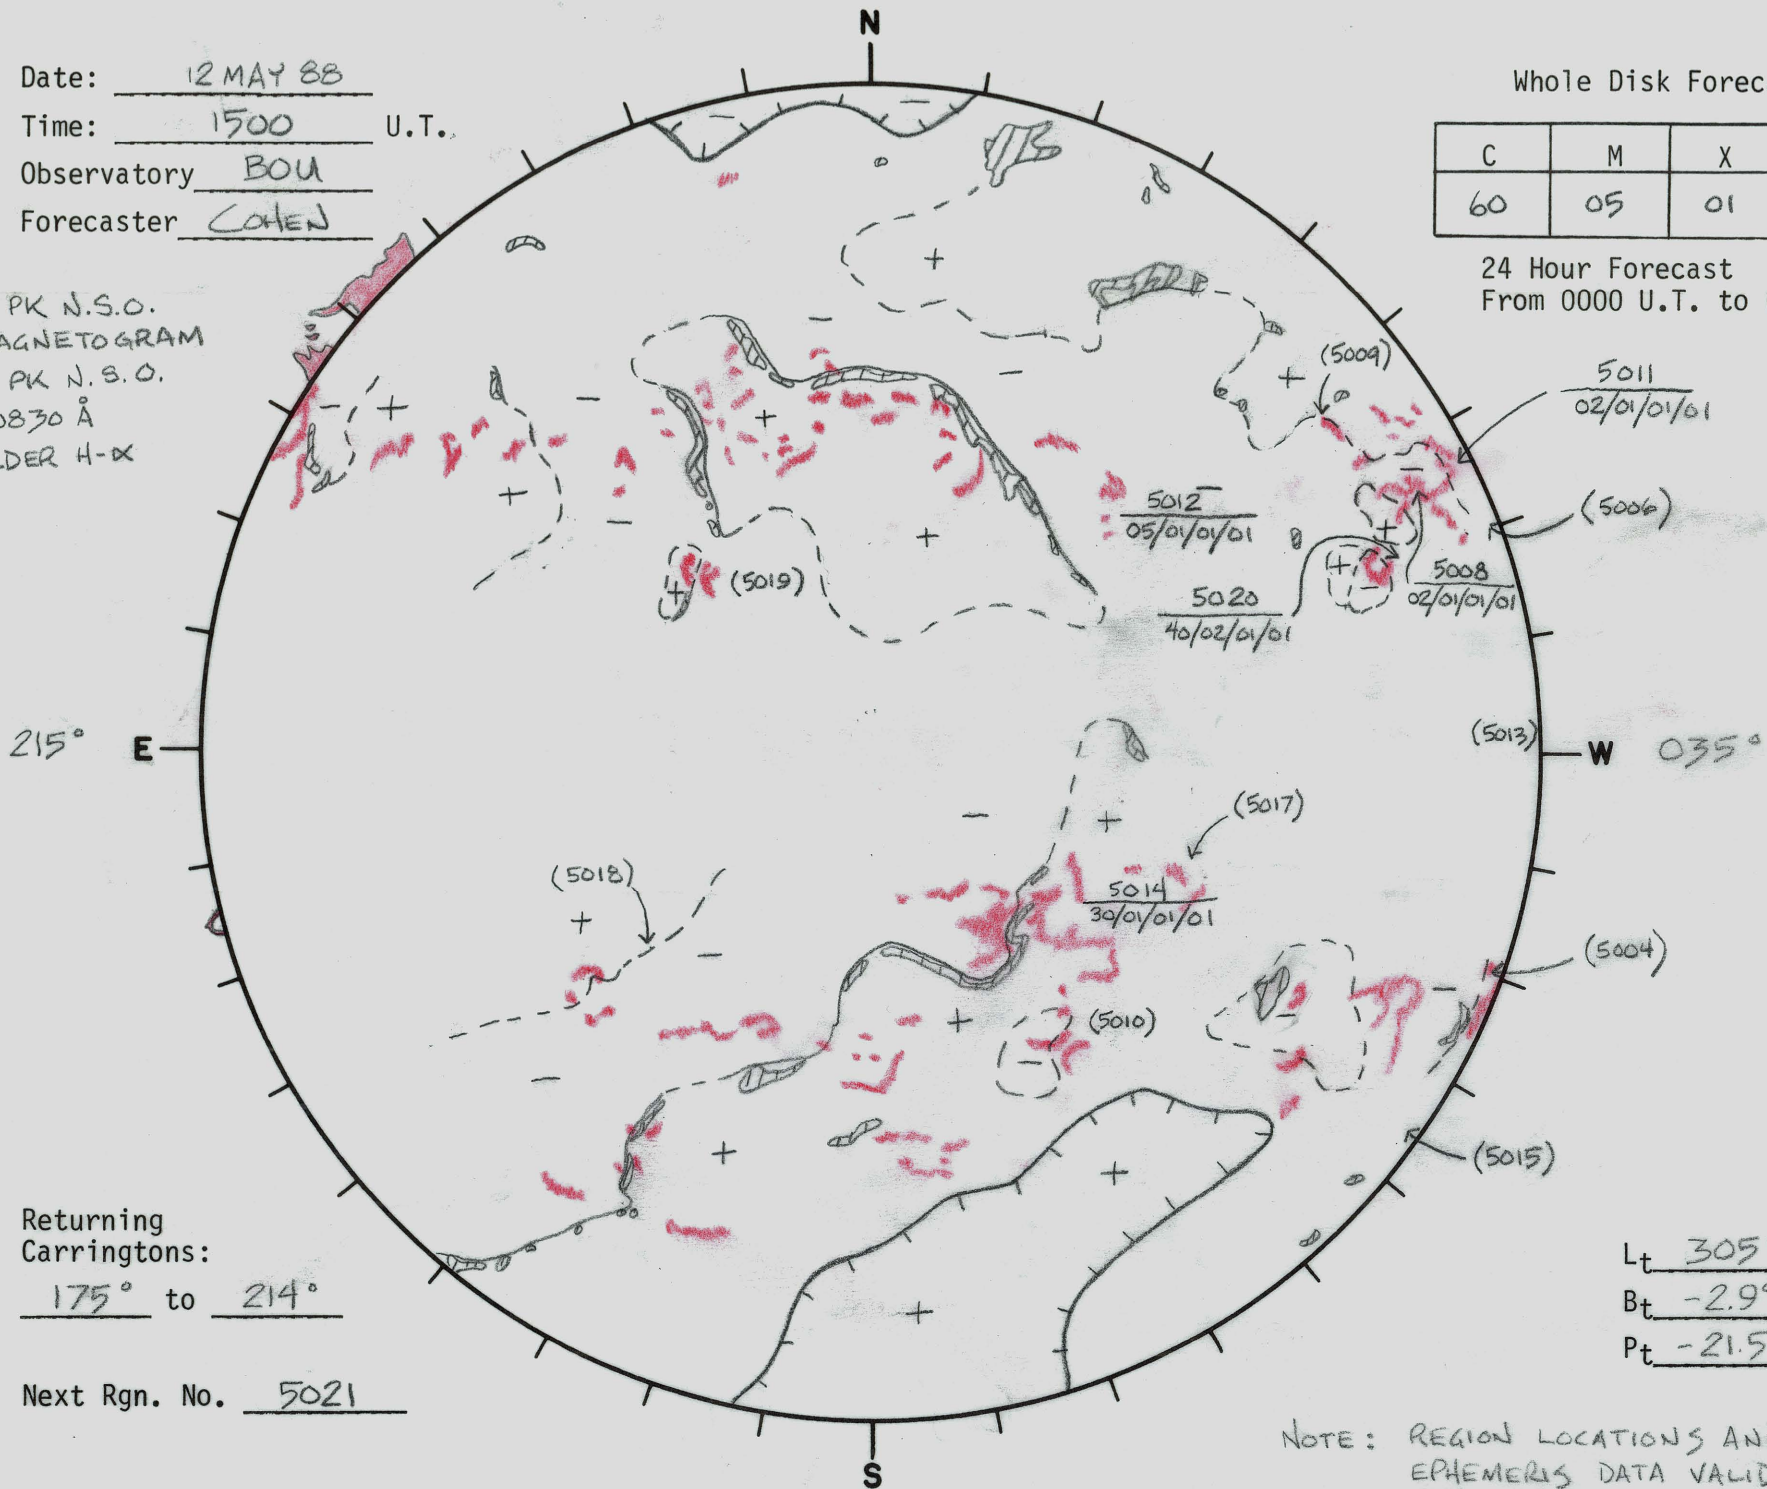 N
Date: 12 MAY 88
Time: 1500 U.T.
Observatory BOU
Forecaster COHEN
PK N.S.O.
AGNETOGRAM
PK N.S.O.
0830 Å
LDER H-α
Whole Disk Forec
C M X
60 05 01
24 Hour Forecast
From 0000 U.T. to
(5009)
5011
02/01/01/01
(5006)
5012
05/01/01/01
5008
02/01/01/01
5020
40/02/01/01
(5019)
215° E
(5013) W 035°
(5017)
(5018)
5014
30/01/01/01
(5004)
(5010)
(5015)
Returning
Carringtons:
175° to 214°
Next Rgn. No. 5021
Lt 305
Bt -2.9°
Pt -21.5
S
NOTE: REGION LOCATIONS AN
EPHEMERIS DATA VALID